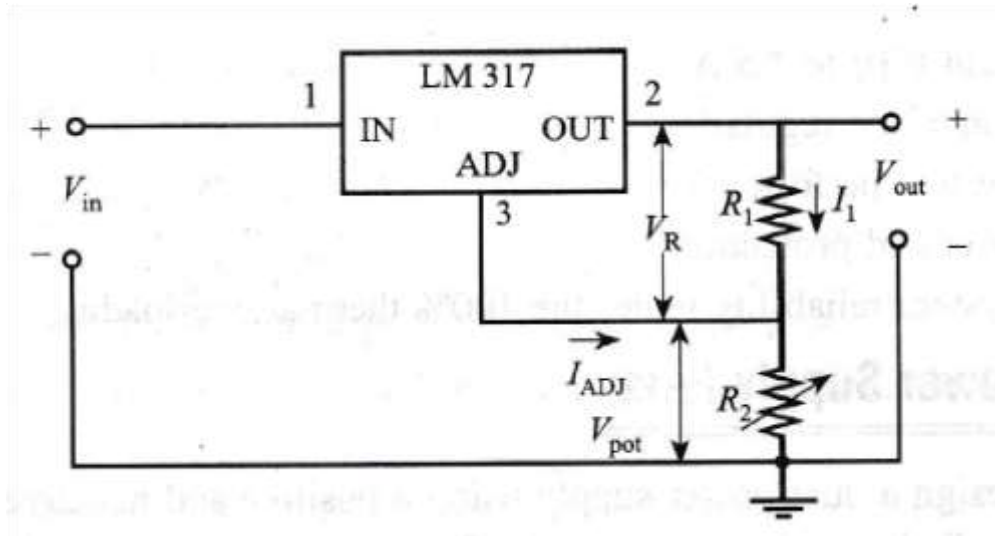 LM 317
1
2
+
IN
OUT
+
ADJ
V_in
3
V_R
R_1
I_1
V_out
−
−
I_ADJ
R_2
V_pot